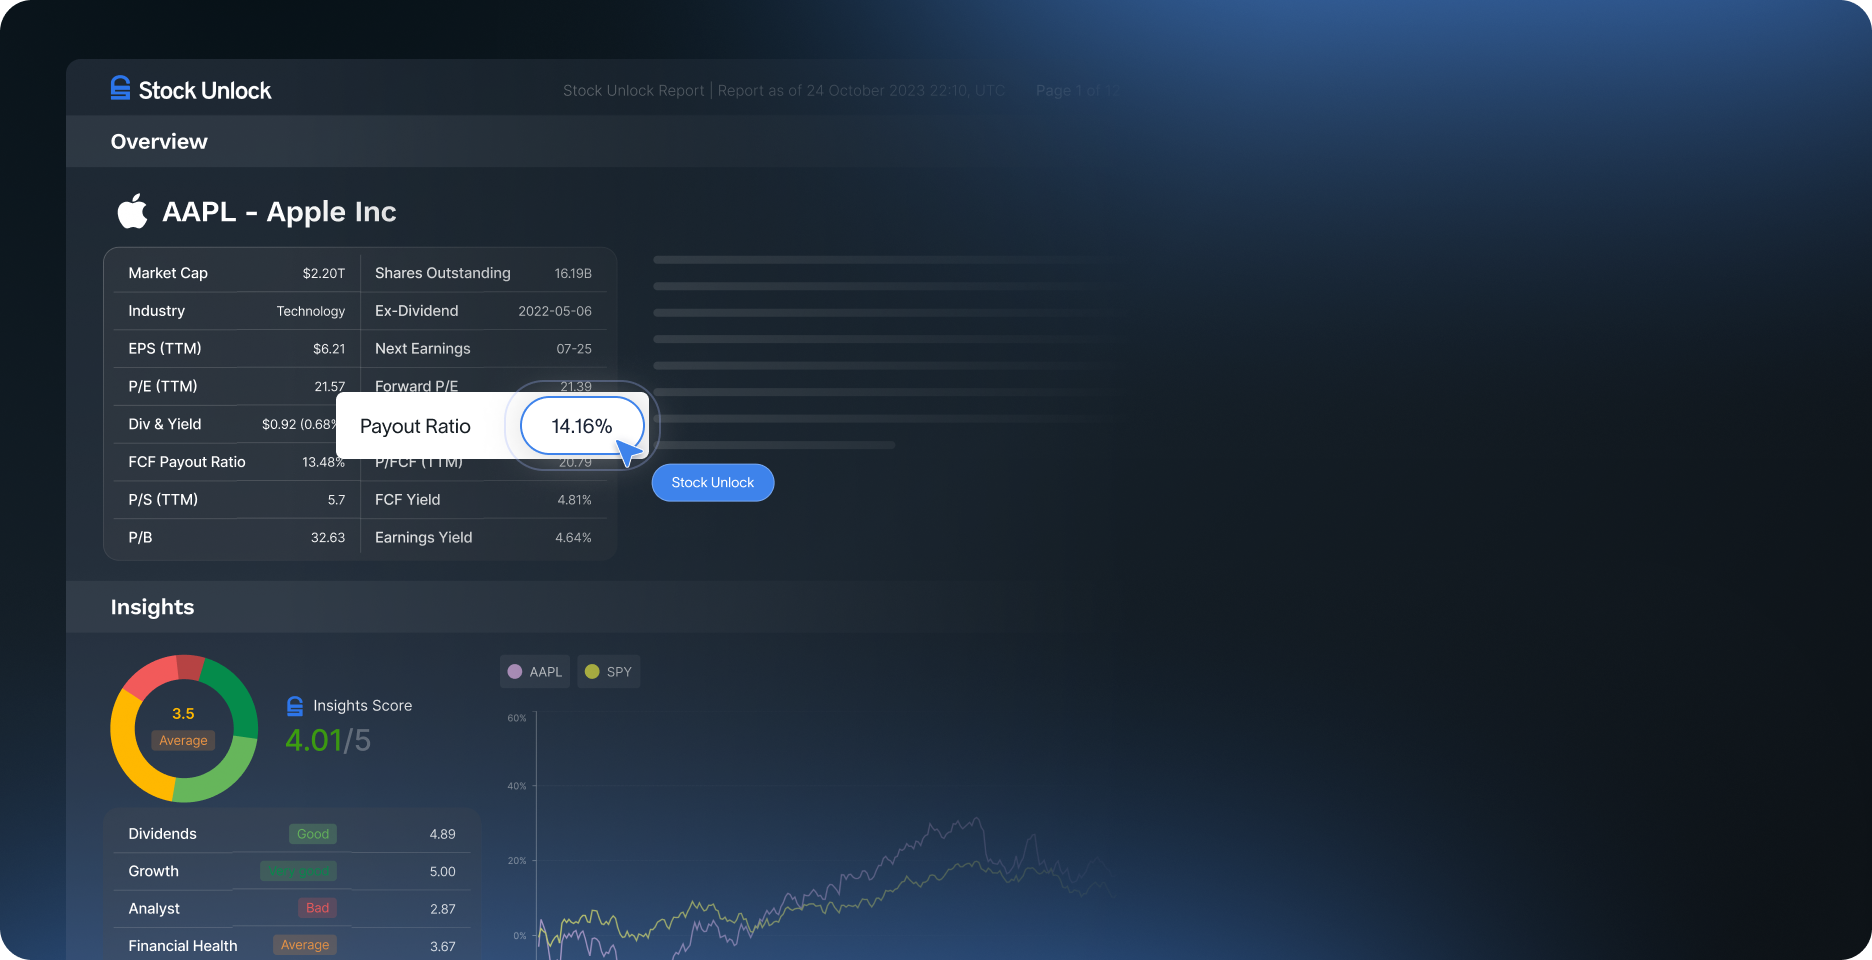 Stock Unlock
Stock Unlock Report | Report as of 24 October 2023 22:10, UTC
Page 1 of 12
Overview
AAPL - Apple Inc
Market Cap $2.20T Shares Outstanding 16.19B
Industry Technology Ex-Dividend 2022-05-06
EPS (TTM) $6.21 Next Earnings 07-25
P/E (TTM) 21.57 Forward P/E 21.39
Div & Yield $0.92 (0.68% Payout Ratio 14.16%
FCF Payout Ratio 13.48% P/FCF (TTM) 20.79
P/S (TTM) 5.7 FCF Yield 4.81%
P/B 32.63 Earnings Yield 4.64%
Stock Unlock
Insights
3.5
Average
Insights Score
4.01/5
Dividends Good 4.89
Growth Very good 5.00
Analyst Bad 2.87
Financial Health Average 3.67
AAPL SPY
60%
40%
20%
0%